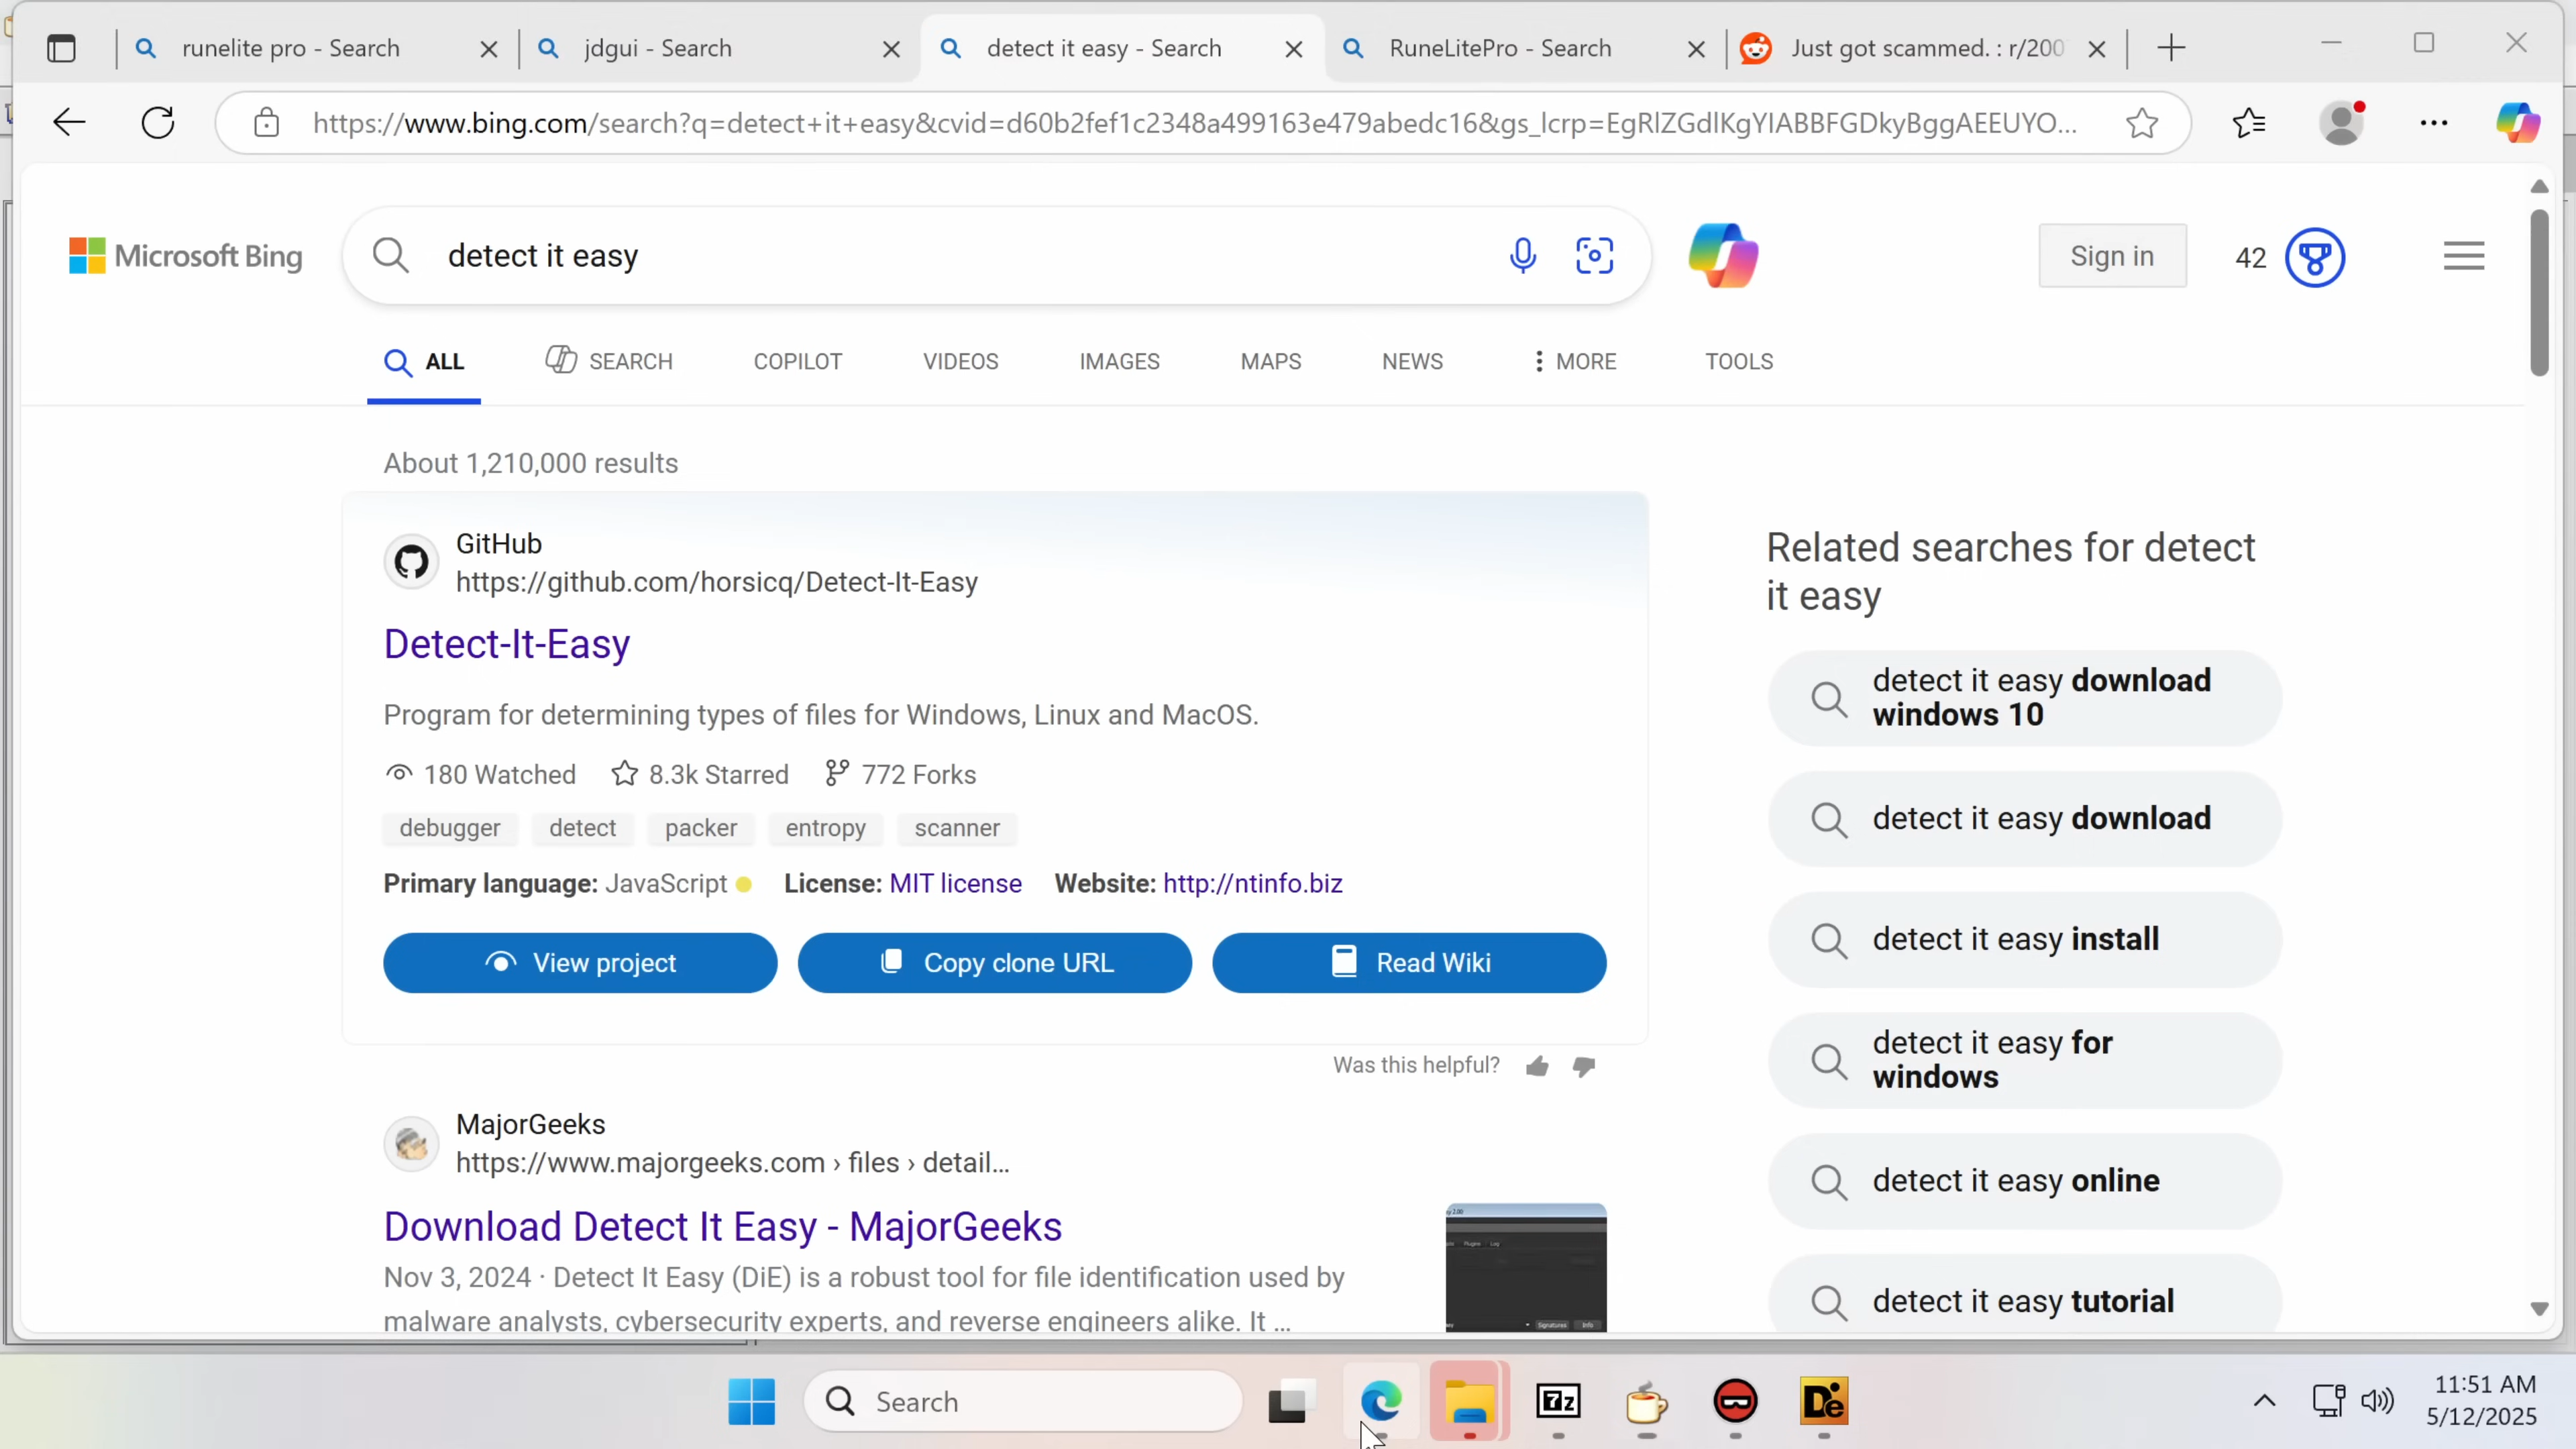 runelite pro - Search
jdgui - Search
detect it easy - Search
RuneLitePro - Search
Just got scammed. : r/200
https://www.bing.com/search?q=detect+it+easy&cvid=d60b2fef1c2348a499163e479abedc16&gs_lcrp=EgRlZGdlKgYIABBFGDkyBggAEEUYO...
Microsoft Bing
detect it easy
Sign in
42
ALL
SEARCH
COPILOT
VIDEOS
IMAGES
MAPS
NEWS
MORE
TOOLS
About 1,210,000 results
GitHub
https://github.com/horsicq/Detect-It-Easy
Detect-It-Easy
Program for determining types of files for Windows, Linux and MacOS.
180 Watched
8.3k Starred
772 Forks
debugger
detect
packer
entropy
scanner
Primary language: JavaScript
License: MIT license
Website: http://ntinfo.biz
View project
Copy clone URL
Read Wiki
Was this helpful?
MajorGeeks
https://www.majorgeeks.com › files › detail...
Download Detect It Easy - MajorGeeks
Nov 3, 2024 · Detect It Easy (DiE) is a robust tool for file identification used by
malware analysts, cybersecurity experts, and reverse engineers alike. It ...
Plugins
Log
Signatures
Info
Related searches for detect
it easy
detect it easy download
windows 10
detect it easy download
detect it easy install
detect it easy for
windows
detect it easy online
detect it easy tutorial
Search
7z
De
11:51 AM
5/12/2025